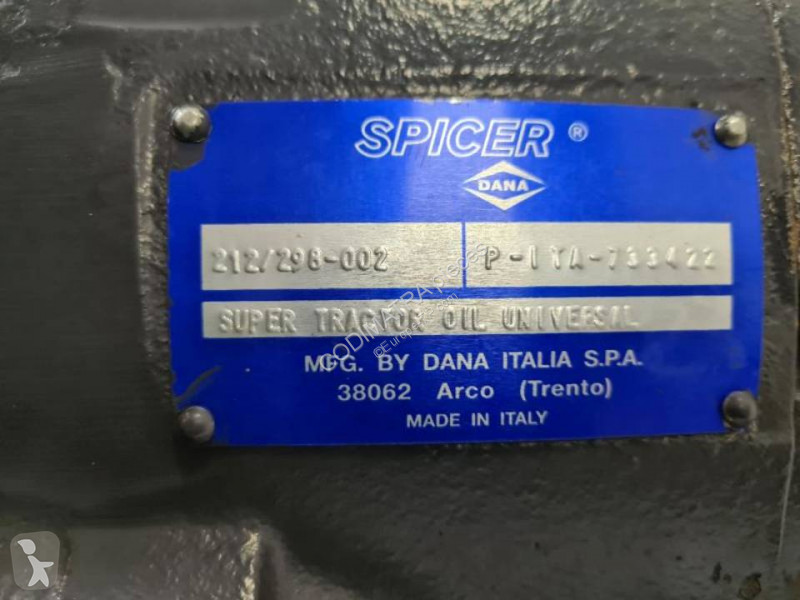 SPICER ®
DANA
212/298-002 P-ITA-733422
SUPER TRACTOR OIL UNIVERSAL
MFG. BY DANA ITALIA S.P.A.
38062 Arco (Trento)
MADE IN ITALY